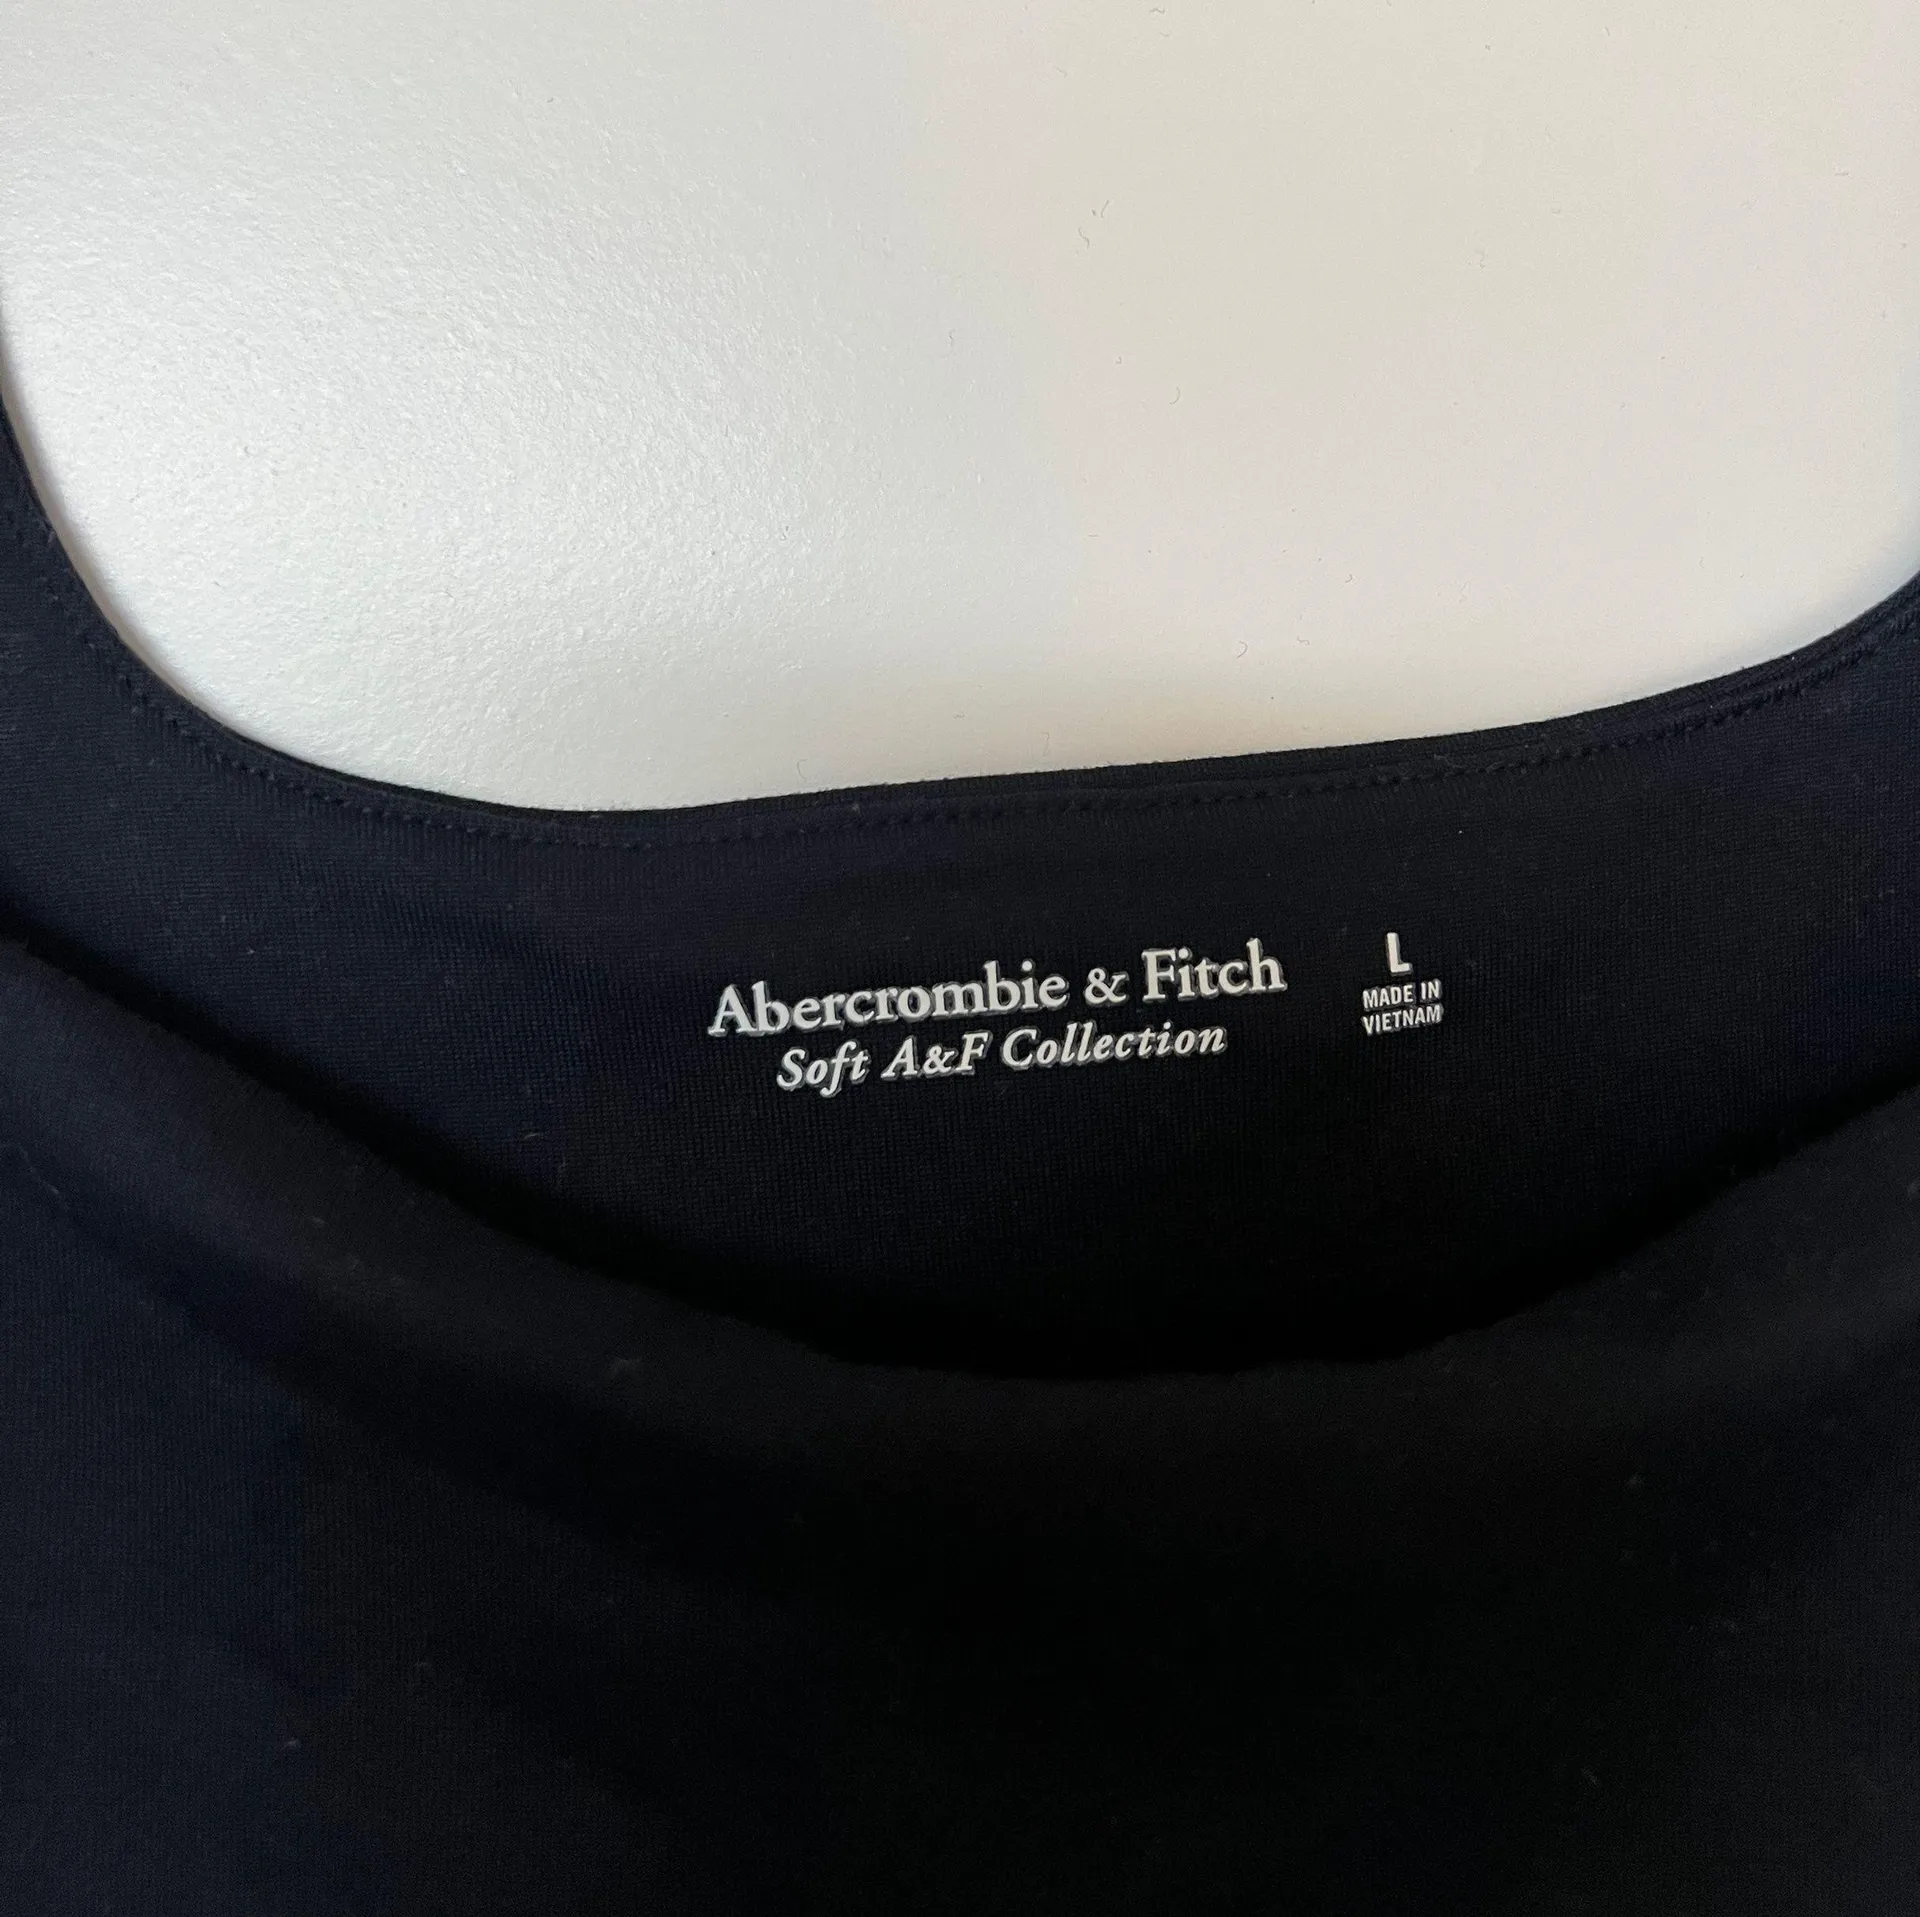 Abercrombie & Fitch
Soft A&F Collection
L
MADE IN
VIETNAM